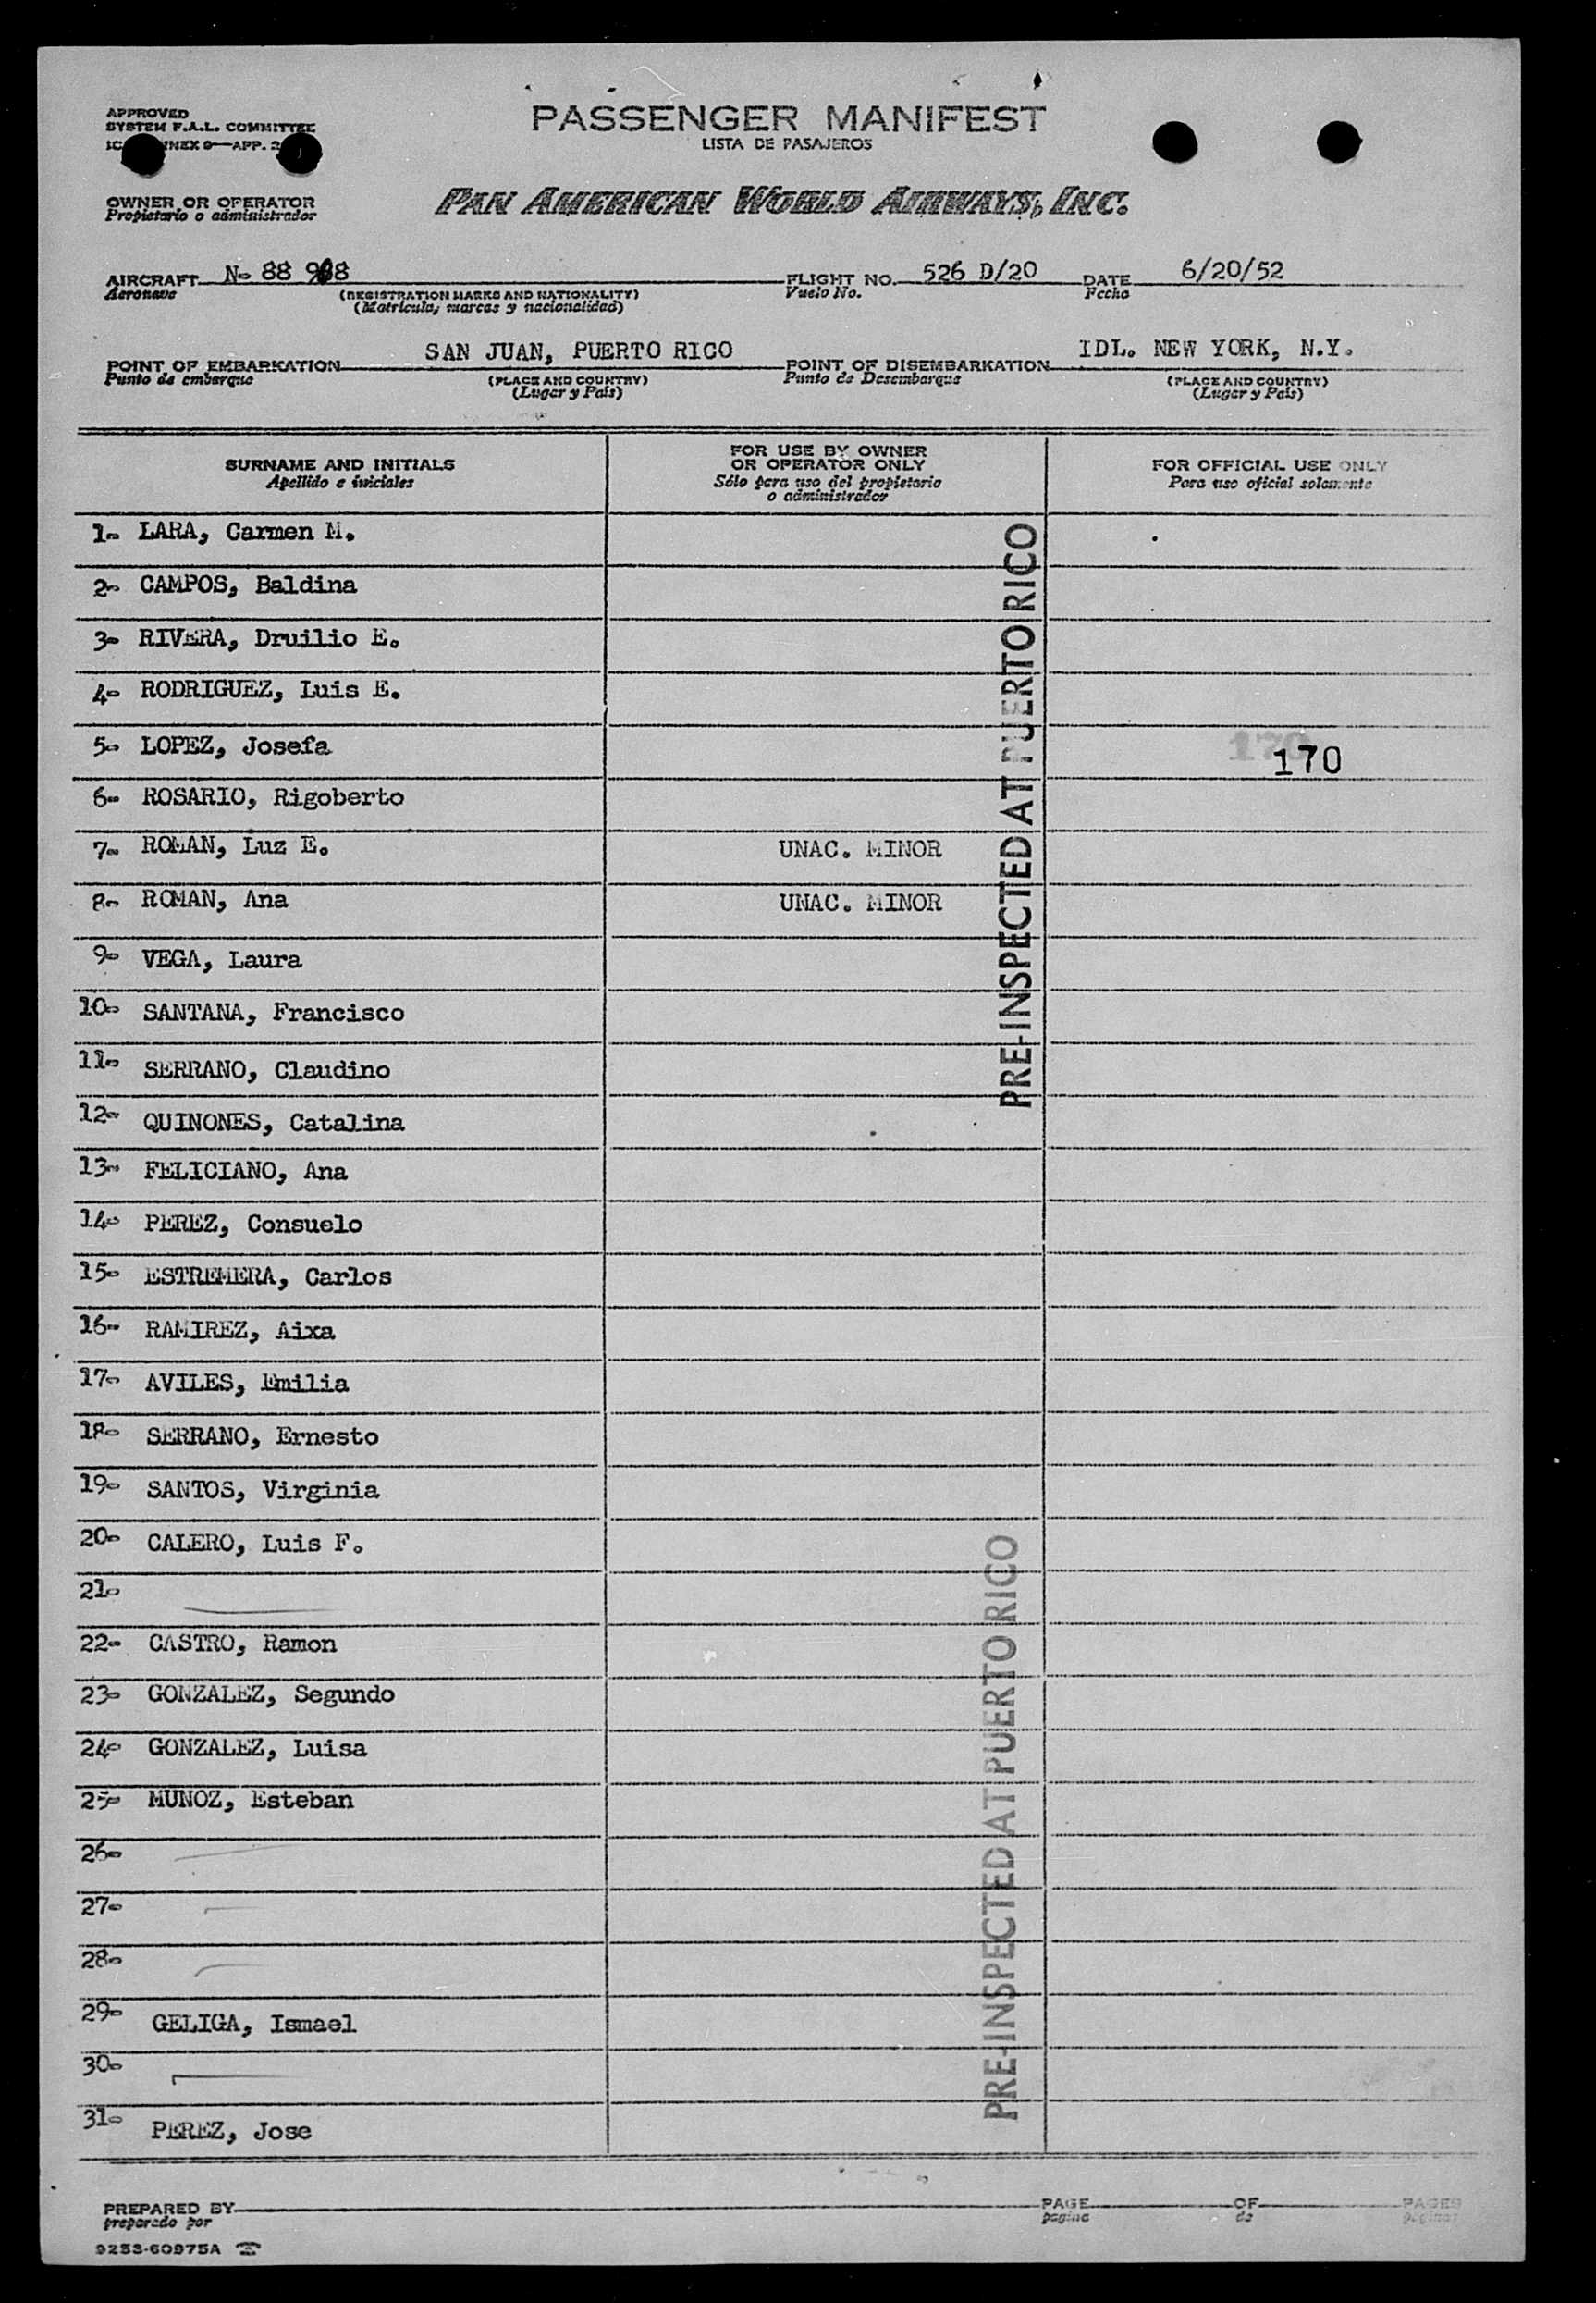 APPROVED
SYSTEM F.A.L. COMMITTEE
PASSENGER MANIFEST
LISTA DE PASAJEROS
OWNER OR OPERATOR
Propietario o administrador
PAN AMERICAN WORLD AIRWAYS, INC.
AIRCRAFT N- 88
Aeronave
(REGISTRATION MARKS AND NATIONALITY)
(Matricula, marcas y nacionalidad)
FLIGHT NO. 526 D/20
Vuelo No.
DATE 6/20/52
Fecha
POINT OF EMBARKATION SAN JUAN, PUERTO RICO
Punto de embarque
(PLACE AND COUNTRY)
(Lugar y País)
POINT OF DISEMBARKATION IDL. NEW YORK, N.Y.
Punto de Desembarque
(PLACE AND COUNTRY)
(Lugar y País)
SURNAME AND INITIALS
Apellido e iniciales
FOR USE BY OWNER
OR OPERATOR ONLY
Sólo para uso del propietario
o administrador
FOR OFFICIAL USE ONLY
Para uso oficial solamente
1- LARA, Carmen M.
2- CAMPOS, Baldina
3- RIVERA, Druilio E.
4- RODRIGUEZ, Luis E.
5- LOPEZ, Josefa
170
170
6- ROSARIO, Rigoberto
7- ROMAN, Luz E. UNAC. MINOR
8- ROMAN, Ana UNAC. MINOR
9- VEGA, Laura
10- SANTANA, Francisco
11- SERRANO, Claudino
12- QUINONES, Catalina
13- FELICIANO, Ana
14- PEREZ, Consuelo
15- ESTREMERA, Carlos
16- RAMIREZ, Aixa
17- AVILES, Emilia
18- SERRANO, Ernesto
19- SANTOS, Virginia
20- CALERO, Luis F.
21-
22- CASTRO, Ramon
23- GONZALEZ, Segundo
24- GONZALEZ, Luisa
25- MUNOZ, Esteban
26-
27-
28-
29- GELIGA, Ismael
30-
31- PEREZ, Jose
PRE-INSPECTED AT PUERTO RICO
PRE-INSPECTED AT PUERTO RICO
PREPARED BY
preparado por
PAGE OF PAGES
pagina de páginas
9253-60975A